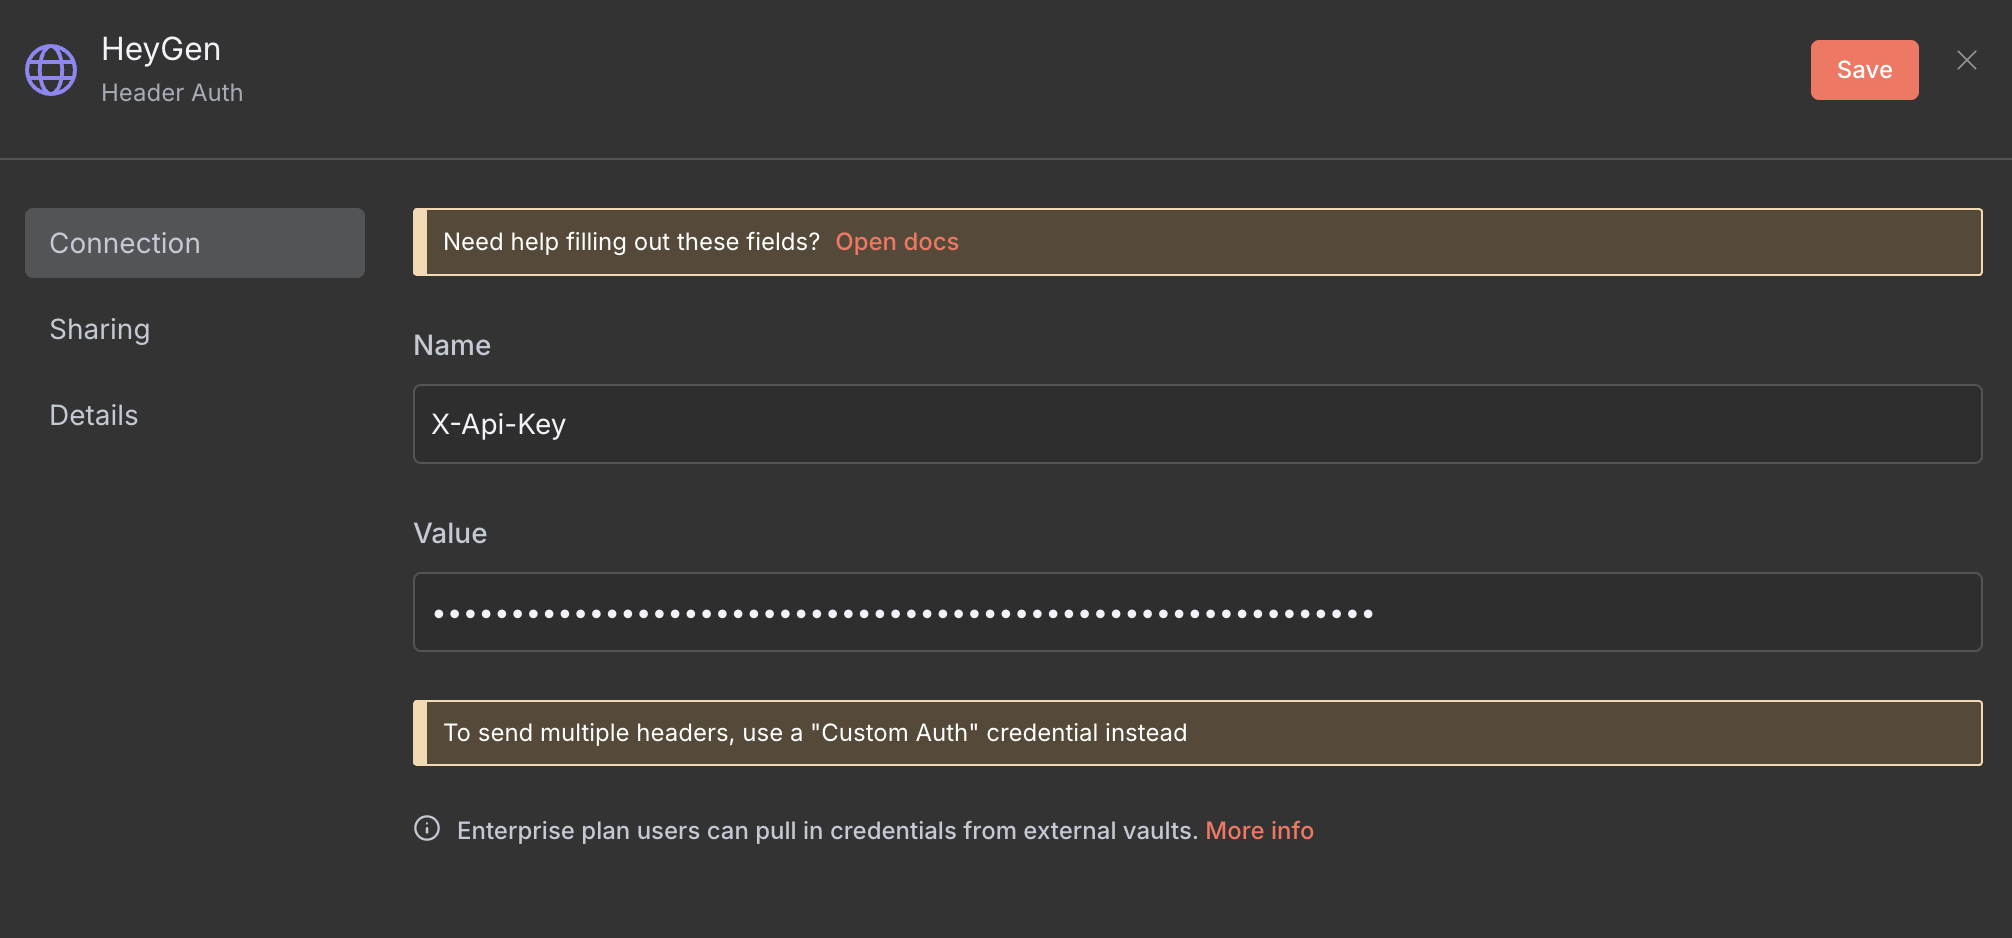 HeyGen
Header Auth
Save
Connection
Sharing
Details
Need help filling out these fields? Open docs
Name
X-Api-Key
Value
••••••••••••••••••••••••••••••••••••••••••••••••••••••••••••
To send multiple headers, use a "Custom Auth" credential instead
Enterprise plan users can pull in credentials from external vaults. More info